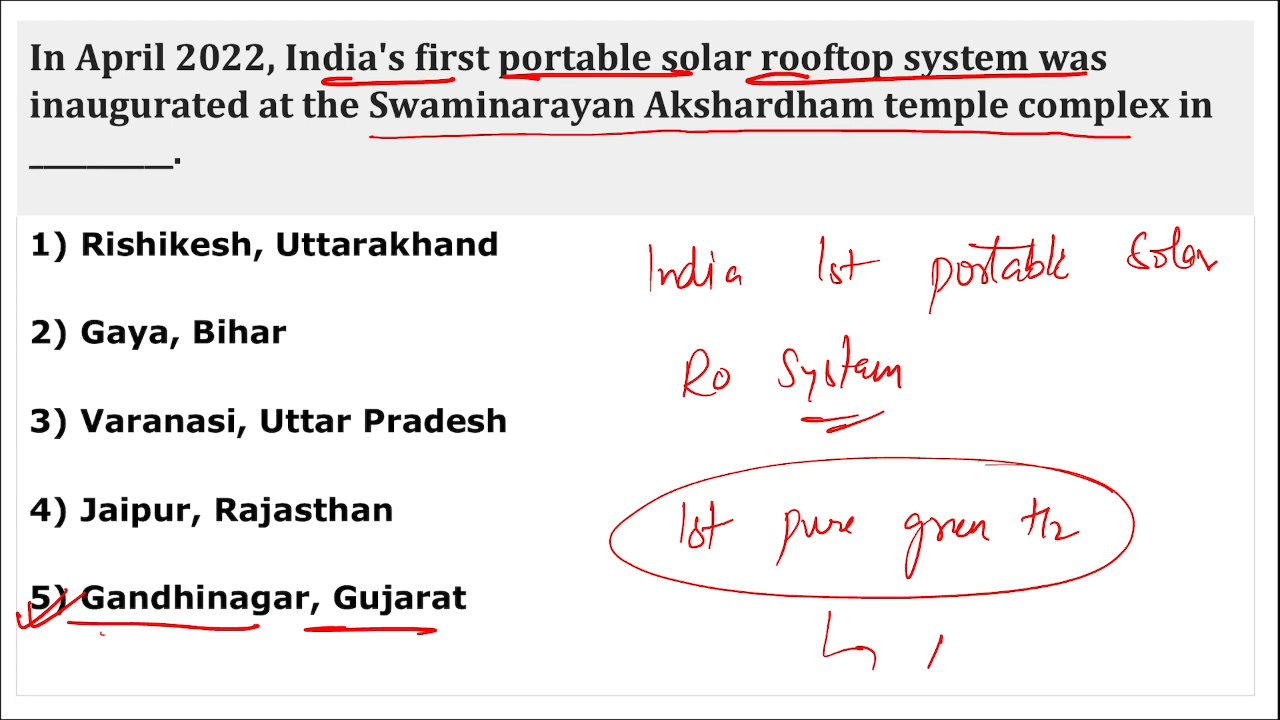 In April 2022, India's first portable solar rooftop system was
inaugurated at the Swaminarayan Akshardham temple complex in
__________.
1) Rishikesh, Uttarakhand
2) Gaya, Bihar
3) Varanasi, Uttar Pradesh
4) Jaipur, Rajasthan
5) Gandhinagar, Gujarat
India 1st portable Solar
Ro System
1st pure green H2